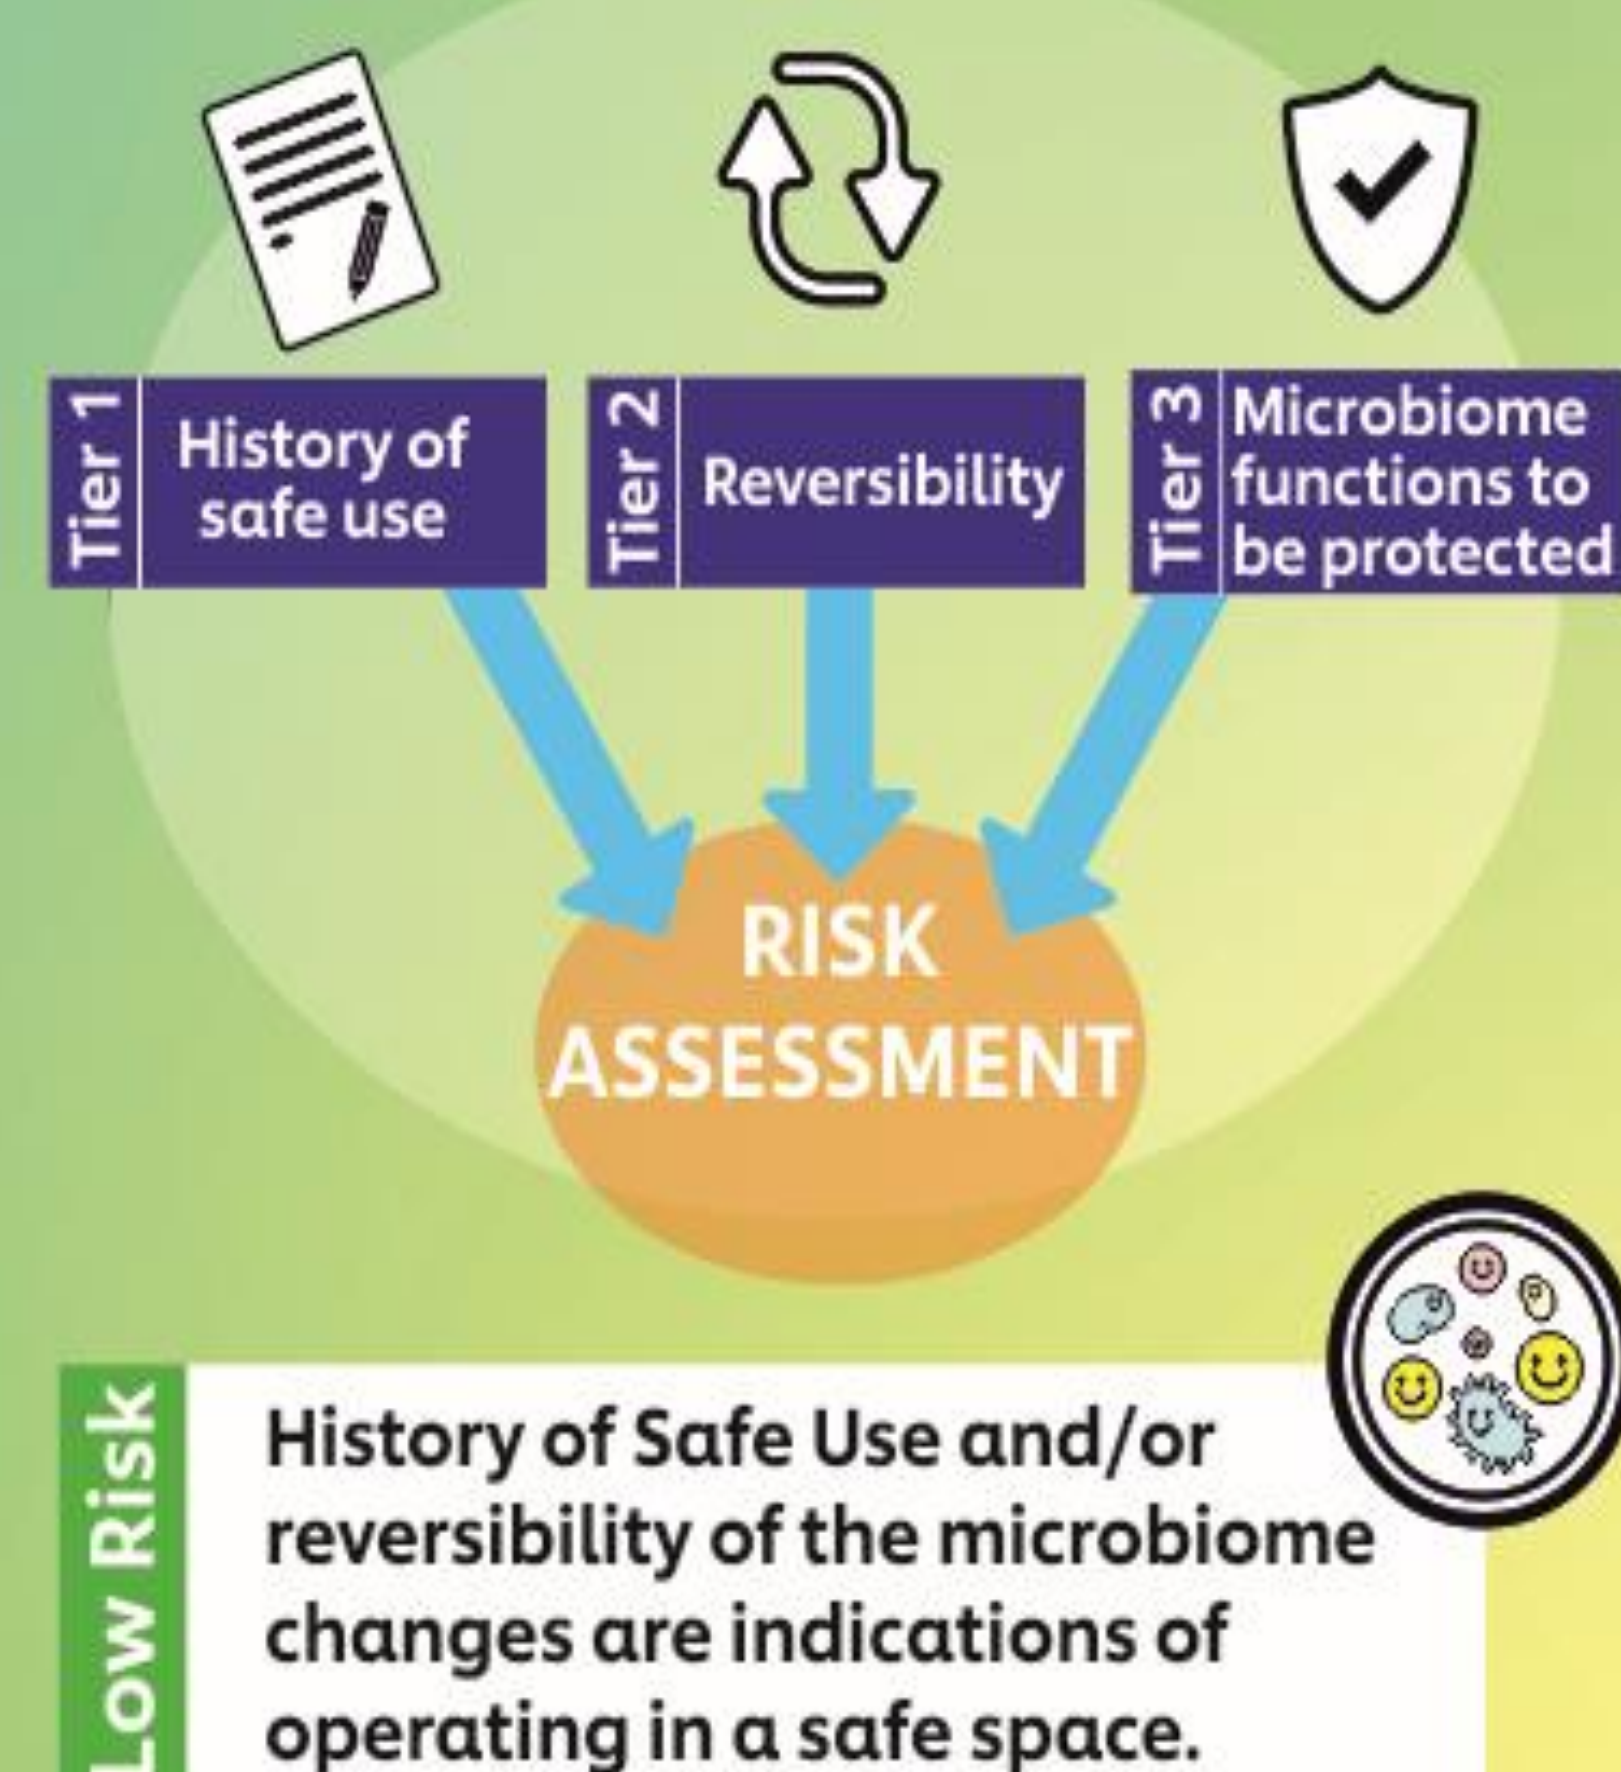 Tier 1
History of
safe use
Tier 2
Reversibility
Tier 3
Microbiome
functions to
be protected
RISK
ASSESSMENT
Low Risk
History of Safe Use and/or
reversibility of the microbiome
changes are indications of
operating in a safe space.